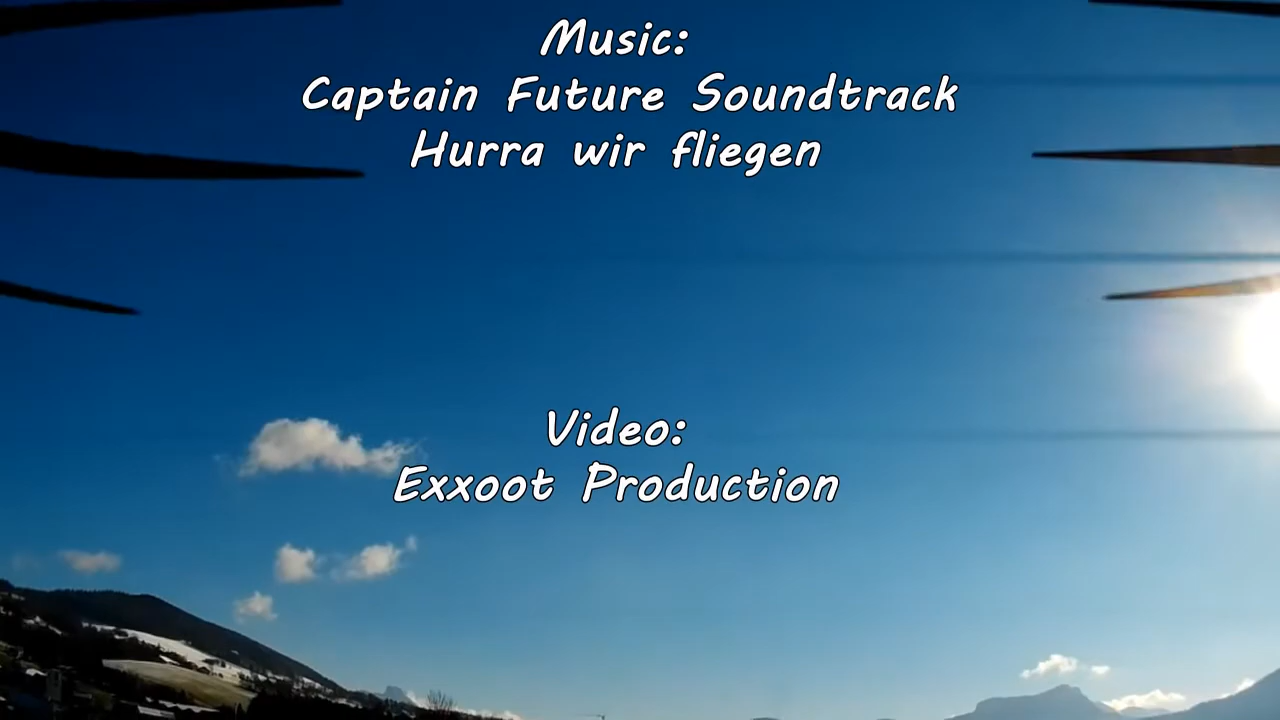 Music:
Captain Future Soundtrack
Hurra wir fliegen
Video:
Exxoot Production